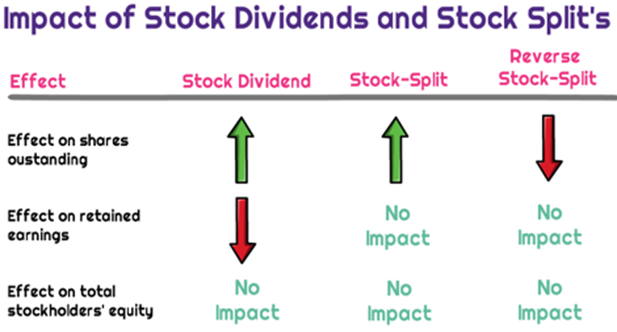 Impact of Stock Dividends and Stock Split's
Reverse
Effect Stock Dividend Stock-Split Stock-Split
Effect on shares
oustanding
Effect on retained No No
earnings Impact Impact
Effect on total No No No
stockholders' equity Impact Impact Impact